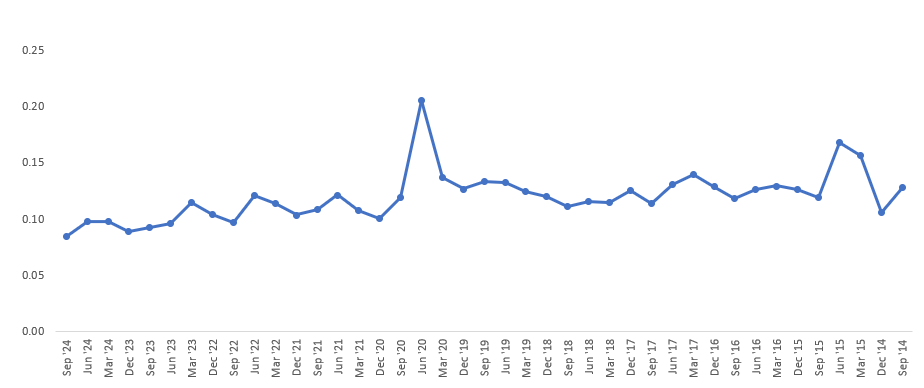 0.25
0.20
0.15
0.10
0.05
0.00
Sep '24
Jun '24
Mar '24
Dec '23
Sep '23
Jun '23
Mar '23
Dec '22
Sep '22
Jun '22
Mar '22
Dec '21
Sep '21
Jun '21
Mar '21
Dec '20
Sep '20
Jun '20
Mar '20
Dec '19
Sep '19
Jun '19
Mar '19
Dec '18
Sep '18
Jun '18
Mar '18
Dec '17
Sep '17
Jun '17
Mar '17
Dec '16
Sep '16
Jun '16
Mar '16
Dec '15
Sep '15
Jun '15
Mar '15
Dec '14
Sep '14